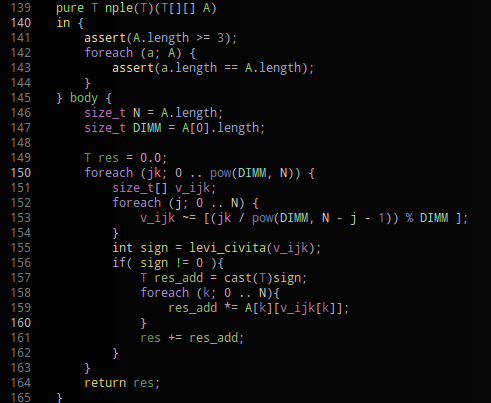 139 pure T nple(T)(T[][] A)
140 in {
141     assert(A.length >= 3);
142     foreach (a; A) {
143         assert(a.length == A.length);
144     }
145 } body {
146     size_t N = A.length;
147     size_t DIMM = A[0].length;
148
149     T res = 0.0;
150     foreach (jk; 0 .. pow(DIMM, N)) {
151         size_t[] v_ijk;
152         foreach (j; 0 .. N) {
153             v_ijk ~= [(jk / pow(DIMM, N - j - 1)) % DIMM ];
154         }
155         int sign = levi_civita(v_ijk);
156         if( sign != 0 ){
157             T res_add = cast(T)sign;
158             foreach (k; 0 .. N){
159                 res_add *= A[k][v_ijk[k]];
160             }
161             res += res_add;
162         }
163     }
164     return res;
165 }